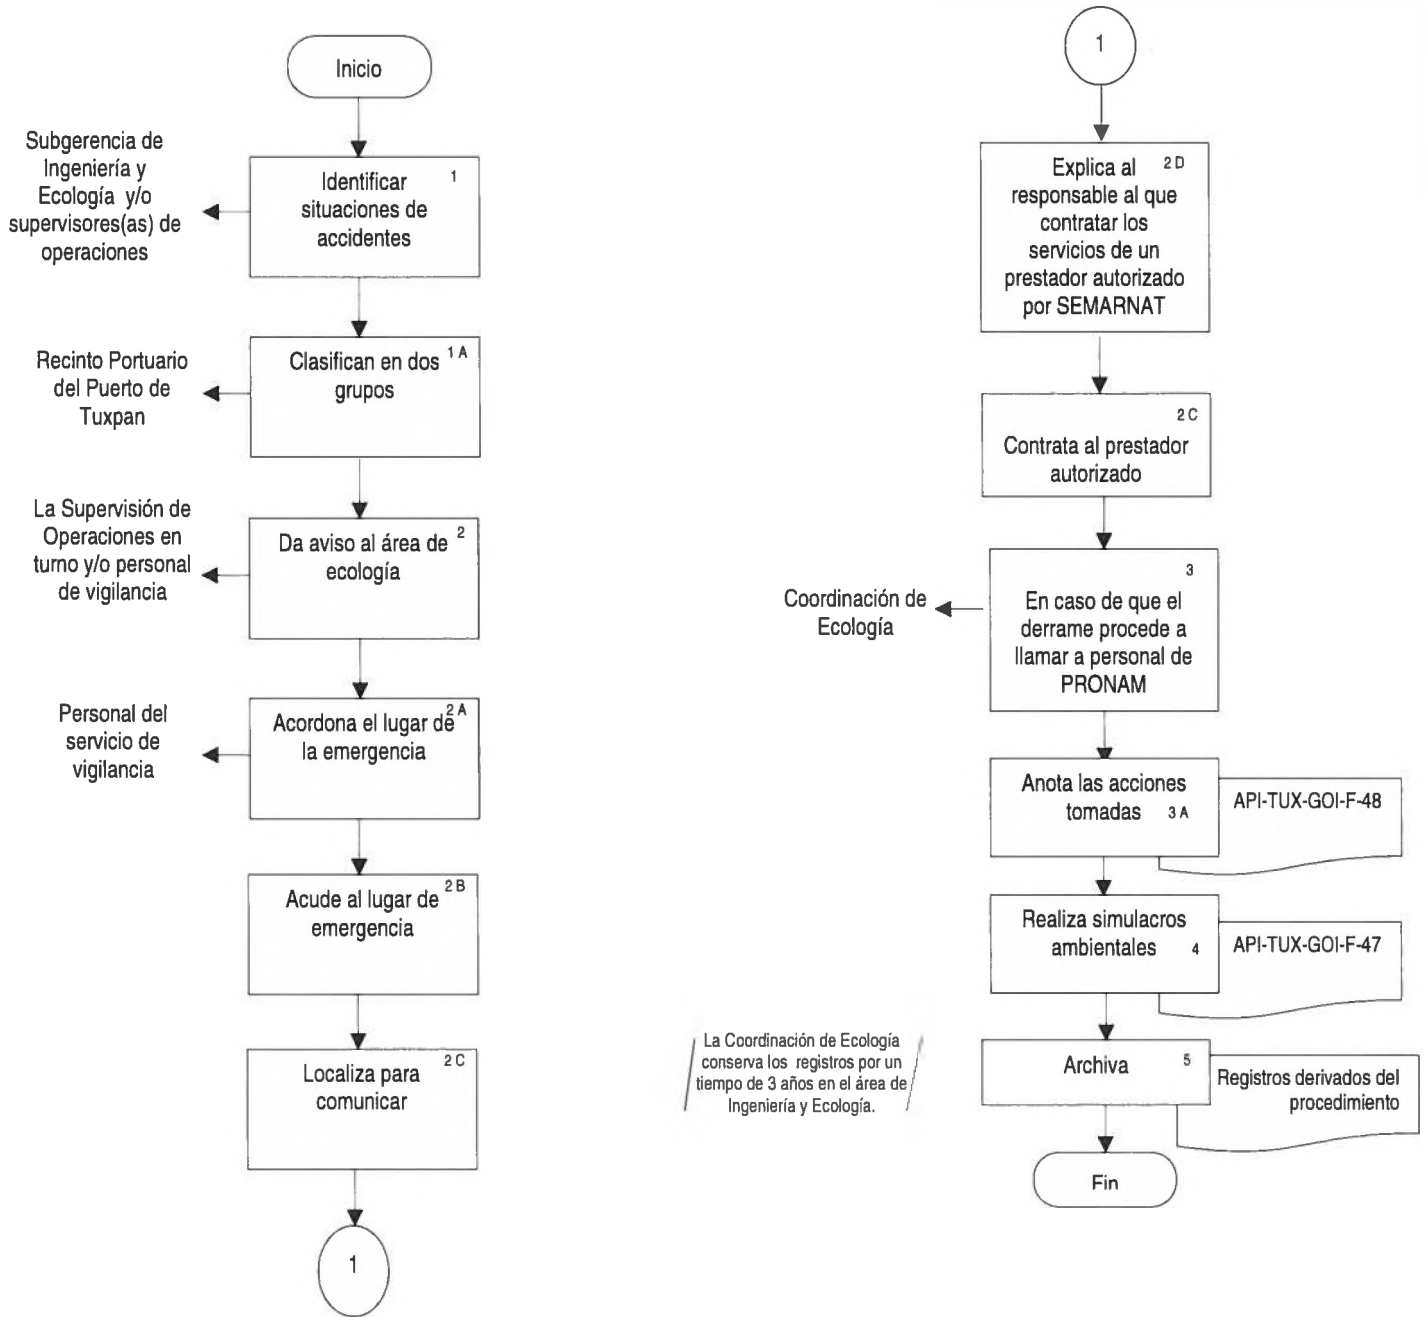 Inicio
Subgerencia de
Ingeniería y
Ecología y/o
supervisores(as) de
operaciones
1
Identificar
situaciones de
accidentes
Recinto Portuario
del Puerto de
Tuxpan
1 A
Clasifican en dos
grupos
La Supervisión de
Operaciones en
turno y/o personal
de vigilancia
2
Da aviso al área de
ecología
Personal del
servicio de
vigilancia
2 A
Acordona el lugar de
la emergencia
2 B
Acude al lugar de
emergencia
2 C
Localiza para
comunicar
1
1
2 D
Explica al
responsable al que
contratar los
servicios de un
prestador autorizado
por SEMARNAT
2 C
Contrata al prestador
autorizado
Coordinación de
Ecología
3
En caso de que el
derrame procede a
llamar a personal de
PRONAM
Anota las acciones
tomadas 3 A
API-TUX-GOI-F-48
Realiza simulacros
ambientales 4
API-TUX-GOI-F-47
La Coordinación de Ecología
conserva los registros por un
tiempo de 3 años en el área de
Ingeniería y Ecología.
Archiva 5
Registros derivados del
procedimiento
Fin